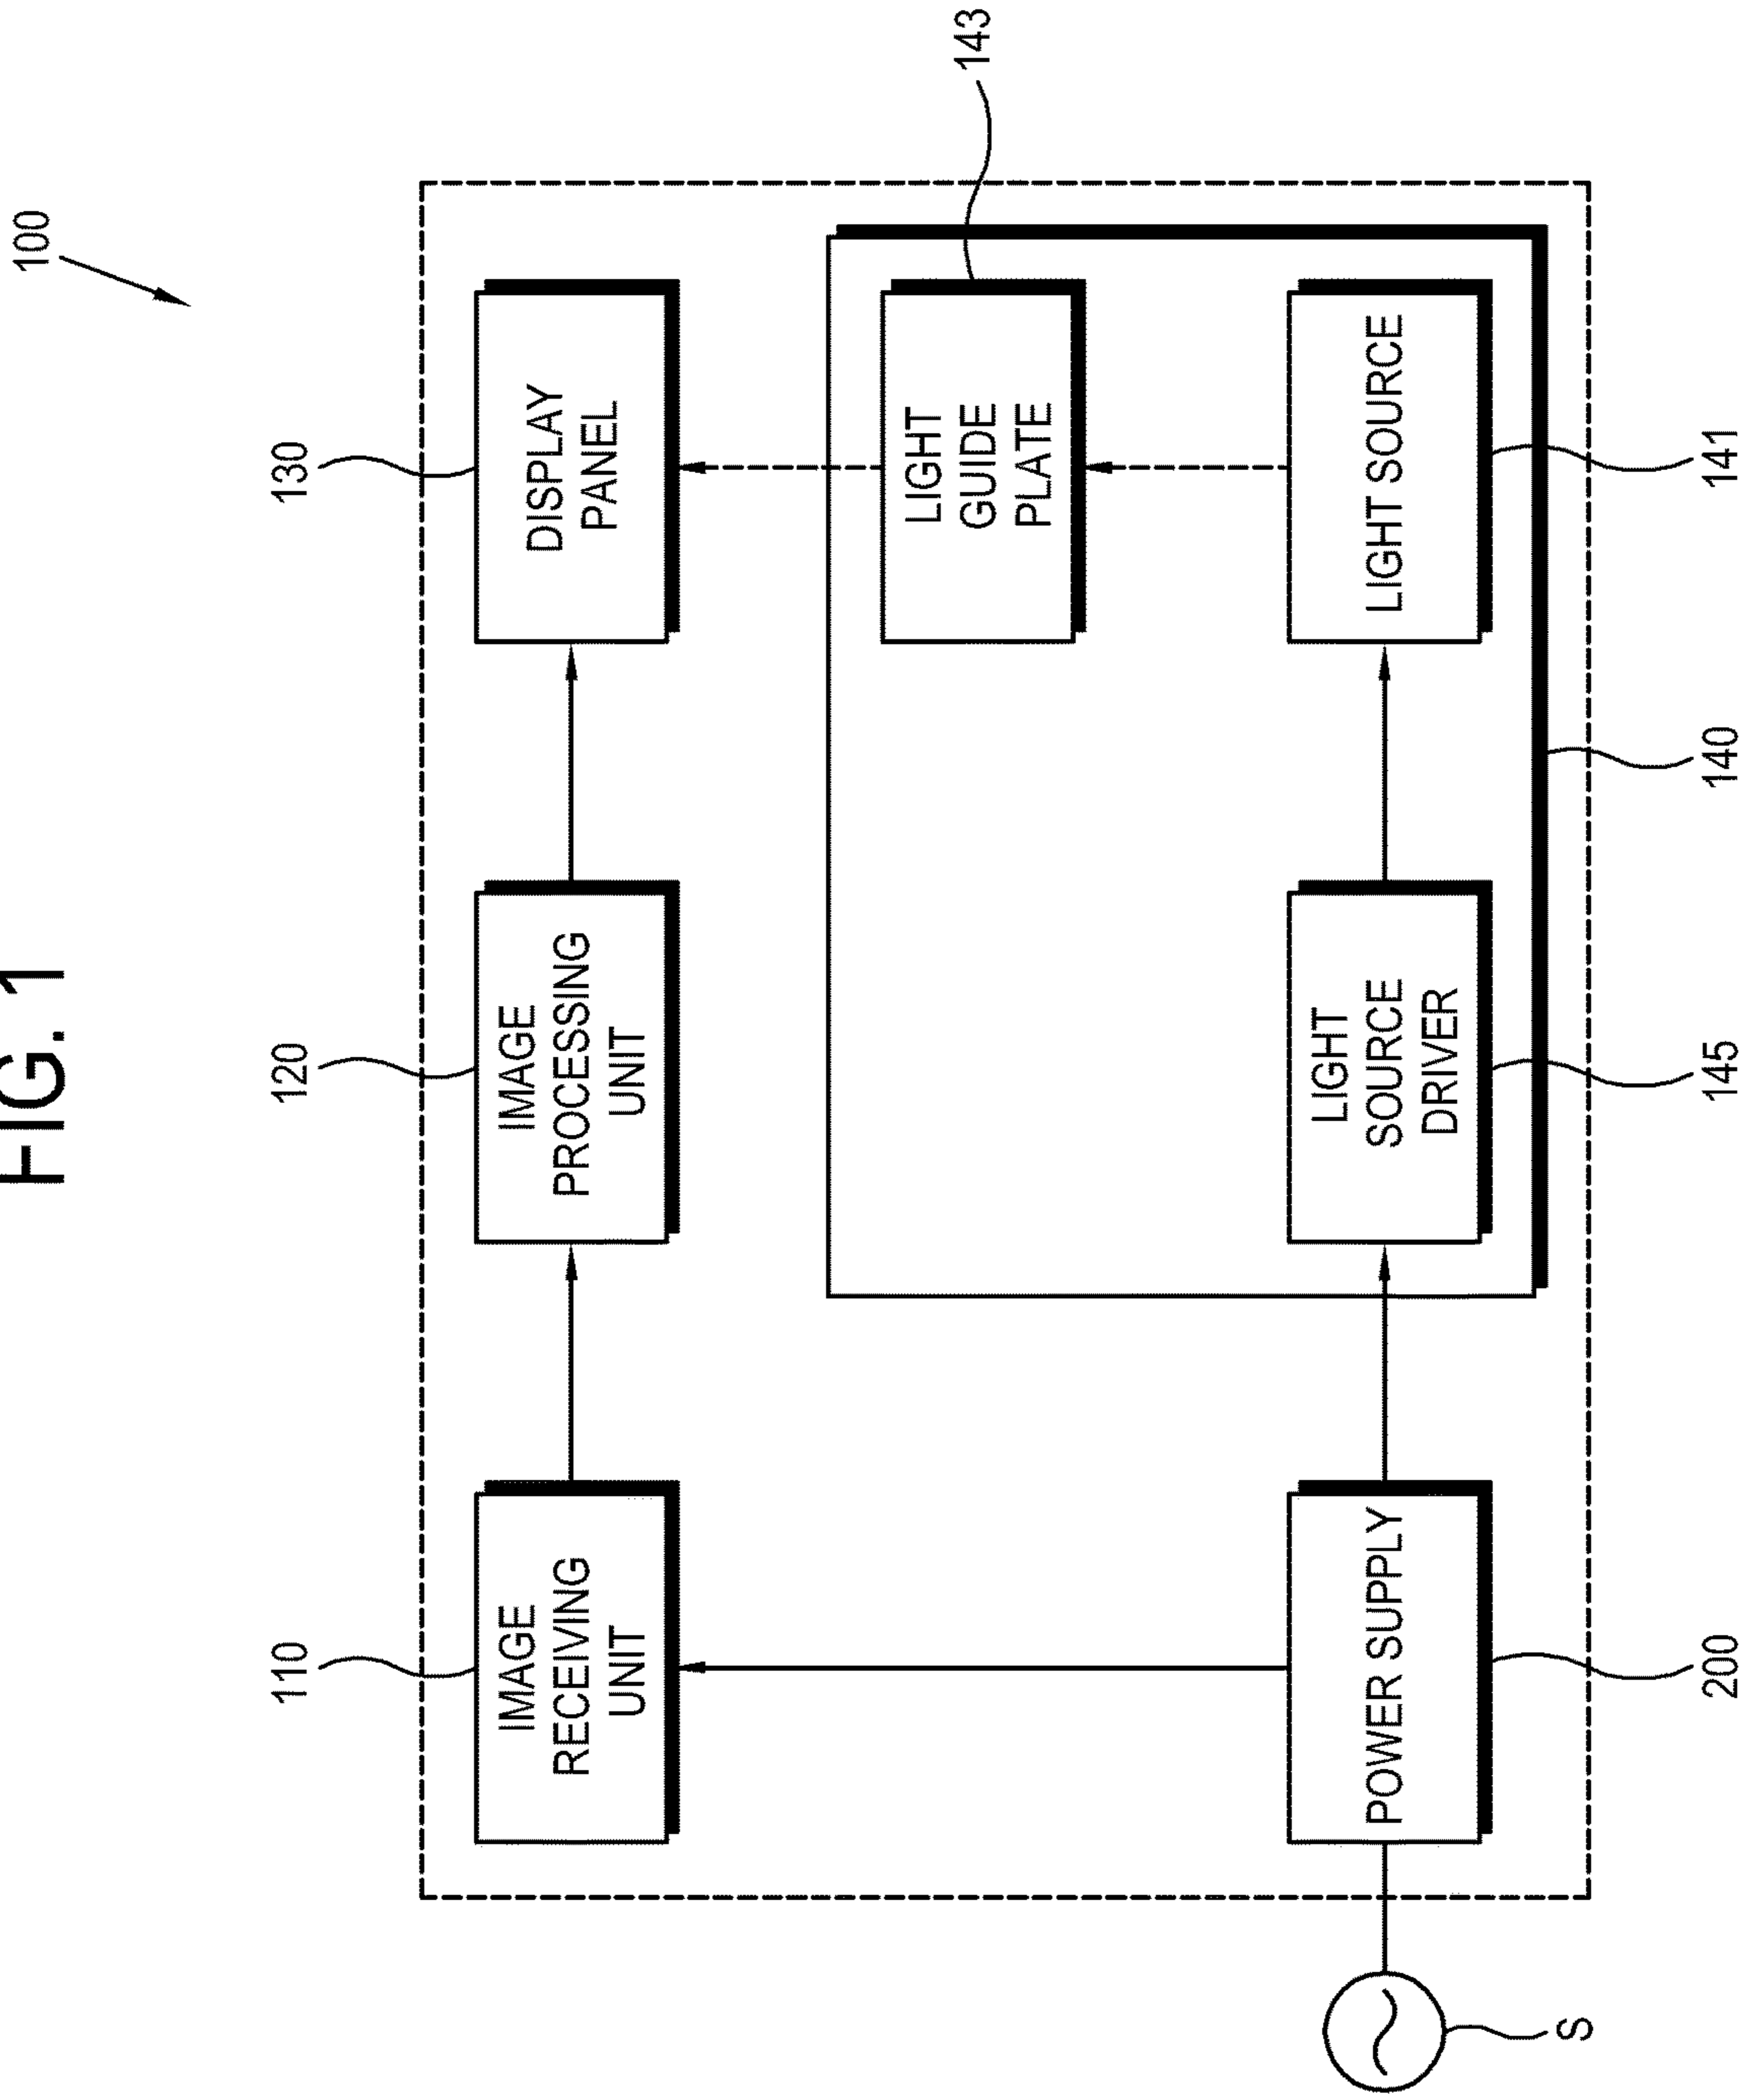 FIG. 1
100
110
120
130
IMAGE
RECEIVING
UNIT
IMAGE
PROCESSING
UNIT
DISPLAY
PANEL
LIGHT
GUIDE
PLATE
143
POWER SUPPLY
LIGHT
SOURCE
DRIVER
LIGHT SOURCE
S
200
145
140
141